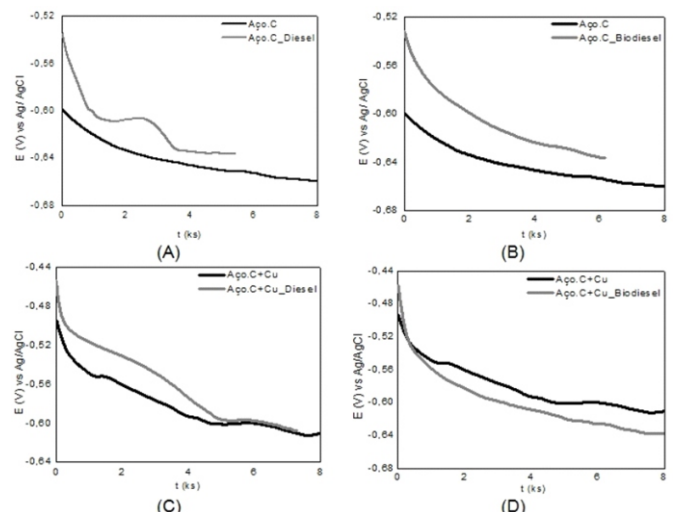 -0,52
-0,56
-0,60
-0,64
-0,68
E (V) vs Ag/ AgCl
Aço.C
Aço.C_Diesel
0 2 4 6 8
t (ks)
(A)
-0,52
-0,56
-0,60
-0,64
-0,68
E (V) vs Ag/ AgCl
Aço.C
Aço.C_Biodiesel
0 2 4 6 8
t (ks)
(B)
-0,44
-0,48
-0,52
-0,56
-0,60
-0,64
E (V) vs Ag/AgCl
Aço.C+Cu
Aço.C+Cu_Diesel
0 2 4 6 8
t (ks)
(C)
-0,44
-0,48
-0,52
-0,56
-0,60
-0,64
-0,68
E (V) vs Ag/AgCl
Aço.C+Cu
Aço.C+Cu_Biodiesel
0 2 4 6 8
t (ks)
(D)